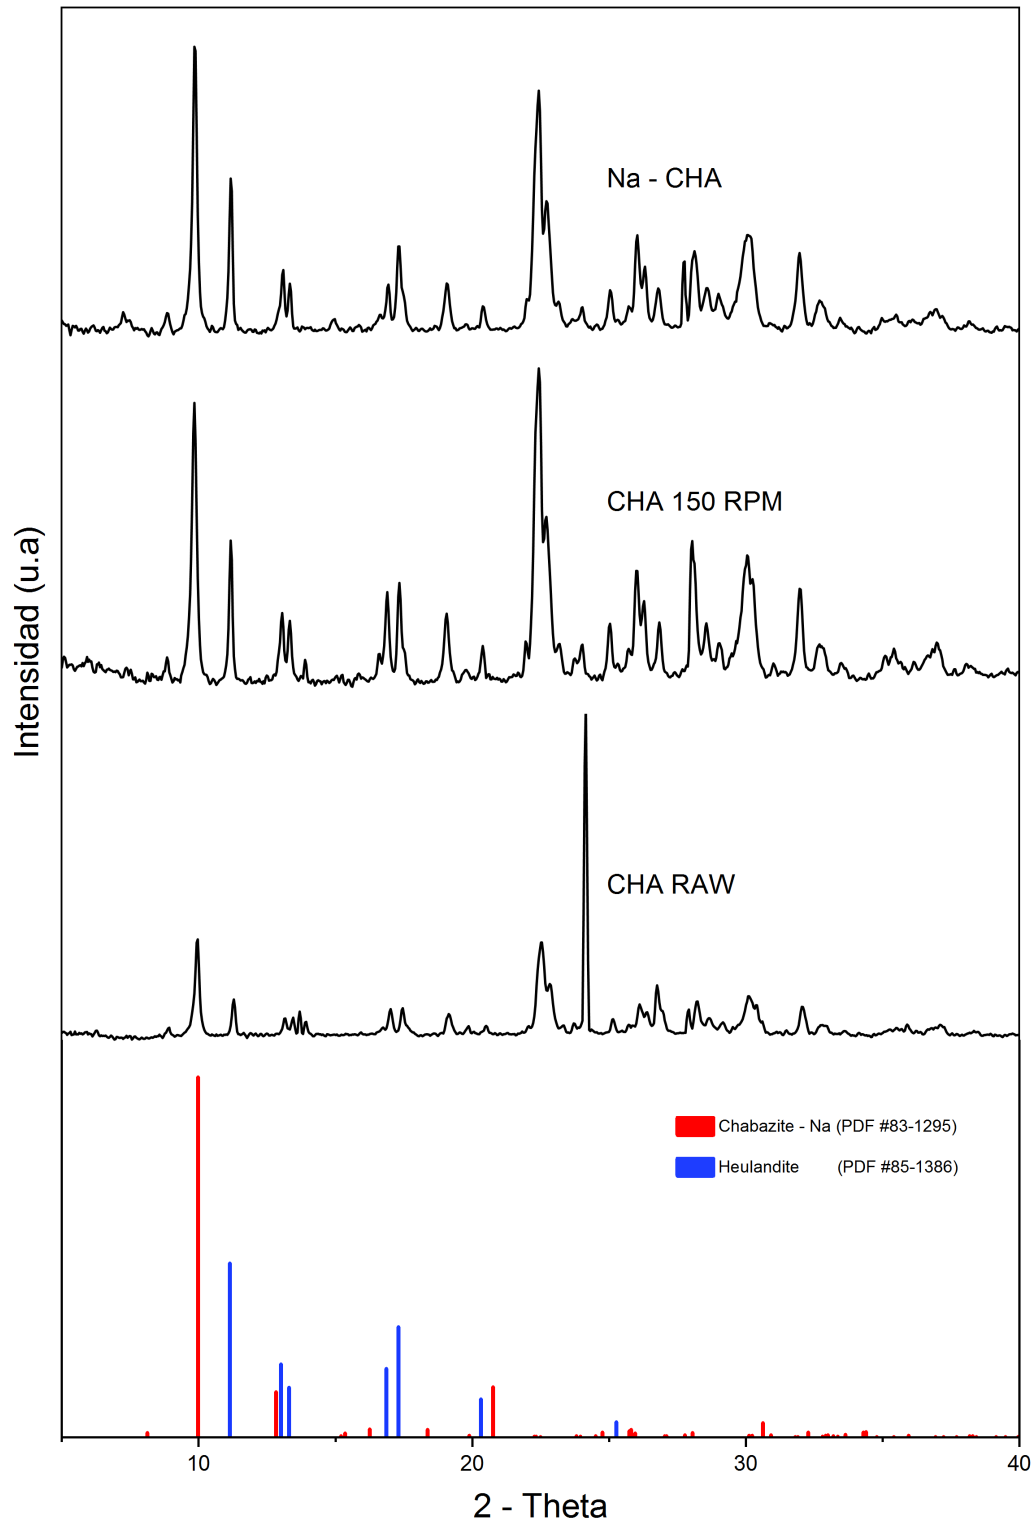 Na - CHA
CHA 150 RPM
Intensidad (u.a)
CHA RAW
Chabazite - Na (PDF #83-1295)
Heulandite (PDF #85-1386)
10 20 30 40
2 - Theta